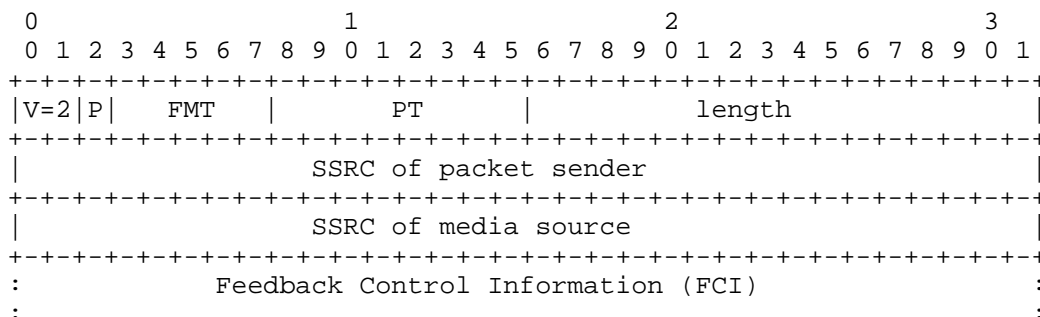 0                   1                   2                   3
 0 1 2 3 4 5 6 7 8 9 0 1 2 3 4 5 6 7 8 9 0 1 2 3 4 5 6 7 8 9 0 1
+-+-+-+-+-+-+-+-+-+-+-+-+-+-+-+-+-+-+-+-+-+-+-+-+-+-+-+-+-+-+-+-+
|V=2|P|   FMT   |       PT      |          length               |
+-+-+-+-+-+-+-+-+-+-+-+-+-+-+-+-+-+-+-+-+-+-+-+-+-+-+-+-+-+-+-+-+
|                  SSRC of packet sender                        |
+-+-+-+-+-+-+-+-+-+-+-+-+-+-+-+-+-+-+-+-+-+-+-+-+-+-+-+-+-+-+-+-+
|                  SSRC of media source                         |
+-+-+-+-+-+-+-+-+-+-+-+-+-+-+-+-+-+-+-+-+-+-+-+-+-+-+-+-+-+-+-+-+
:            Feedback Control Information (FCI)                 :
:                                                               :